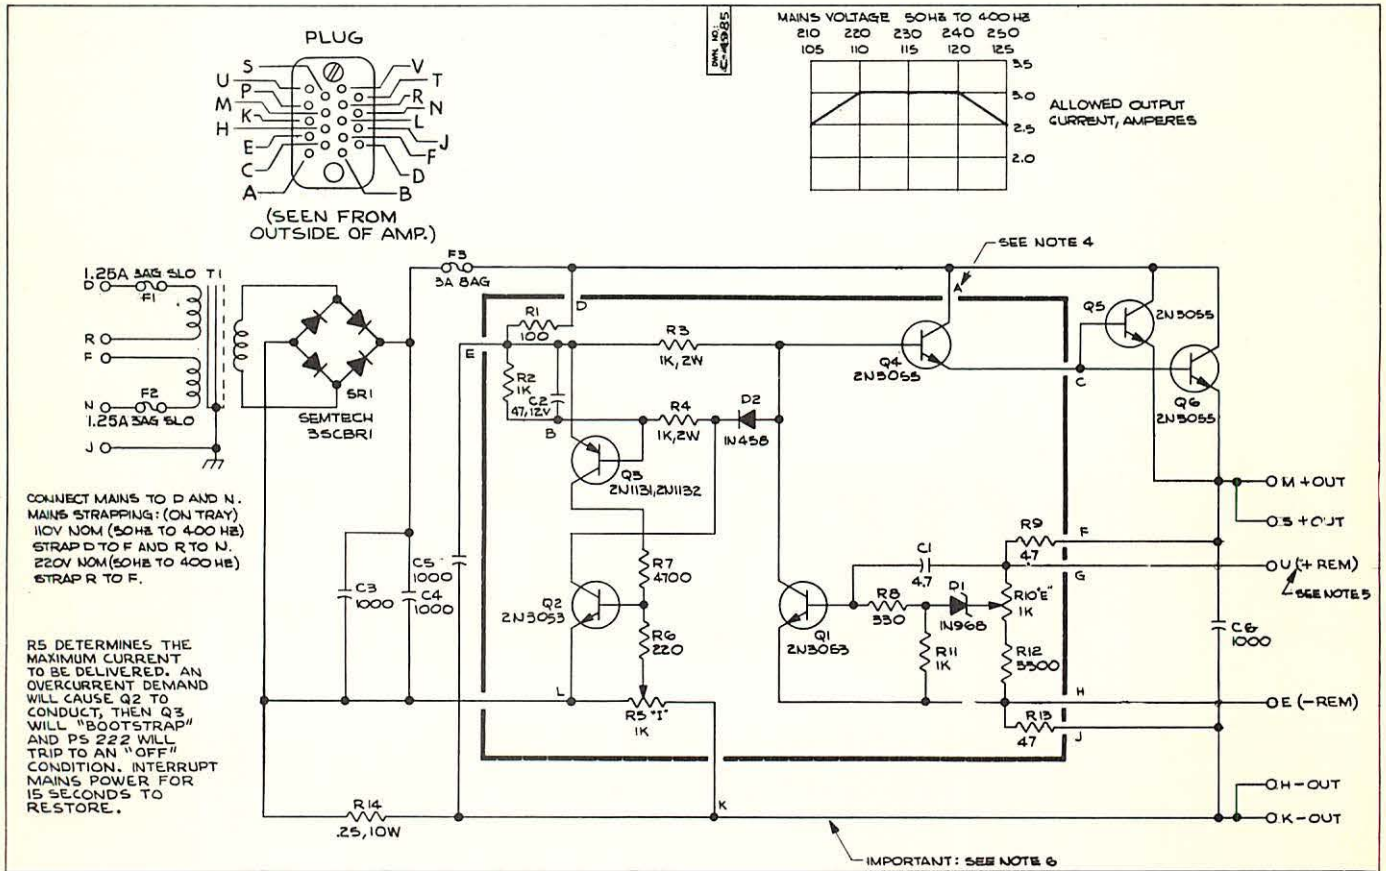 PLUG
S
U
P
M
K
H
E
C
A
V
T
R
N
L
J
F
D
B
(SEEN FROM
OUTSIDE OF AMP.)
DWN. NO.:
C-4985
MAINS VOLTAGE 50HZ TO 400HZ
210 220 230 240 250
105 110 115 120 125
3.5
3.0
2.5
2.0
ALLOWED OUTPUT
CURRENT, AMPERES
SEE NOTE 4
1.25A 3AG SLO T1
D
F1
R
F
F2
N
1.25A 3AG SLO
J
SR1
SEMTECH
3SCBR1
F3
3A 8AG
D
A
R1
100
E
R2
1K
C2
47, 12V
B
R3
1K, 2W
R4
1K, 2W
D2
1N458
Q3
2N1131, 2N1132
Q4
2N3055
Q5
2N3055
C
Q6
2N3055
CONNECT MAINS TO D AND N.
MAINS STRAPPING: (ON TRAY)
110V NOM (50HZ TO 400 HZ)
STRAP D TO F AND R TO N.
220V NOM (50HZ TO 400 HZ)
STRAP R TO F.
C3
1000
C5
1000
C4
1000
R7
4700
Q2
2N3053
R6
220
L
R5 "I"
1K
Q1
2N3053
C1
4.7
R8
330
D1
1N968
R11
1K
R9
47
F
G
R10 "E"
1K
R12
3300
H
R13
47
J
C6
1000
M +OUT
S +OUT
U (+ REM)
SEE NOTE 5
E (-REM)
H -OUT
K -OUT
R5 DETERMINES THE
MAXIMUM CURRENT
TO BE DELIVERED. AN
OVERCURRENT DEMAND
WILL CAUSE Q2 TO
CONDUCT, THEN Q3
WILL "BOOTSTRAP"
AND PS 222 WILL
TRIP TO AN "OFF"
CONDITION. INTERRUPT
MAINS POWER FOR
15 SECONDS TO
RESTORE.
R14
.25, 10W
K
IMPORTANT: SEE NOTE 6